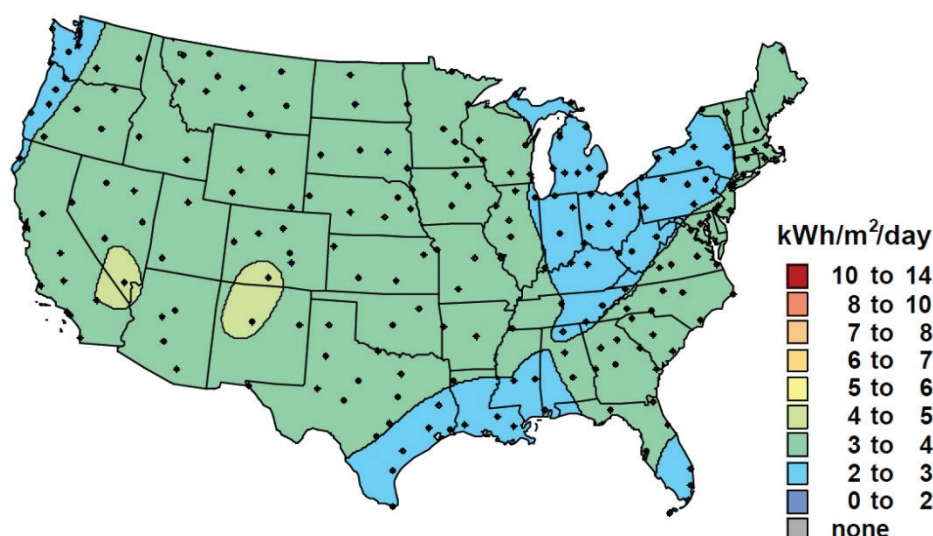 kWh/m²/day
10 to 14
8 to 10
7 to 8
6 to 7
5 to 6
4 to 5
3 to 4
2 to 3
0 to 2
none